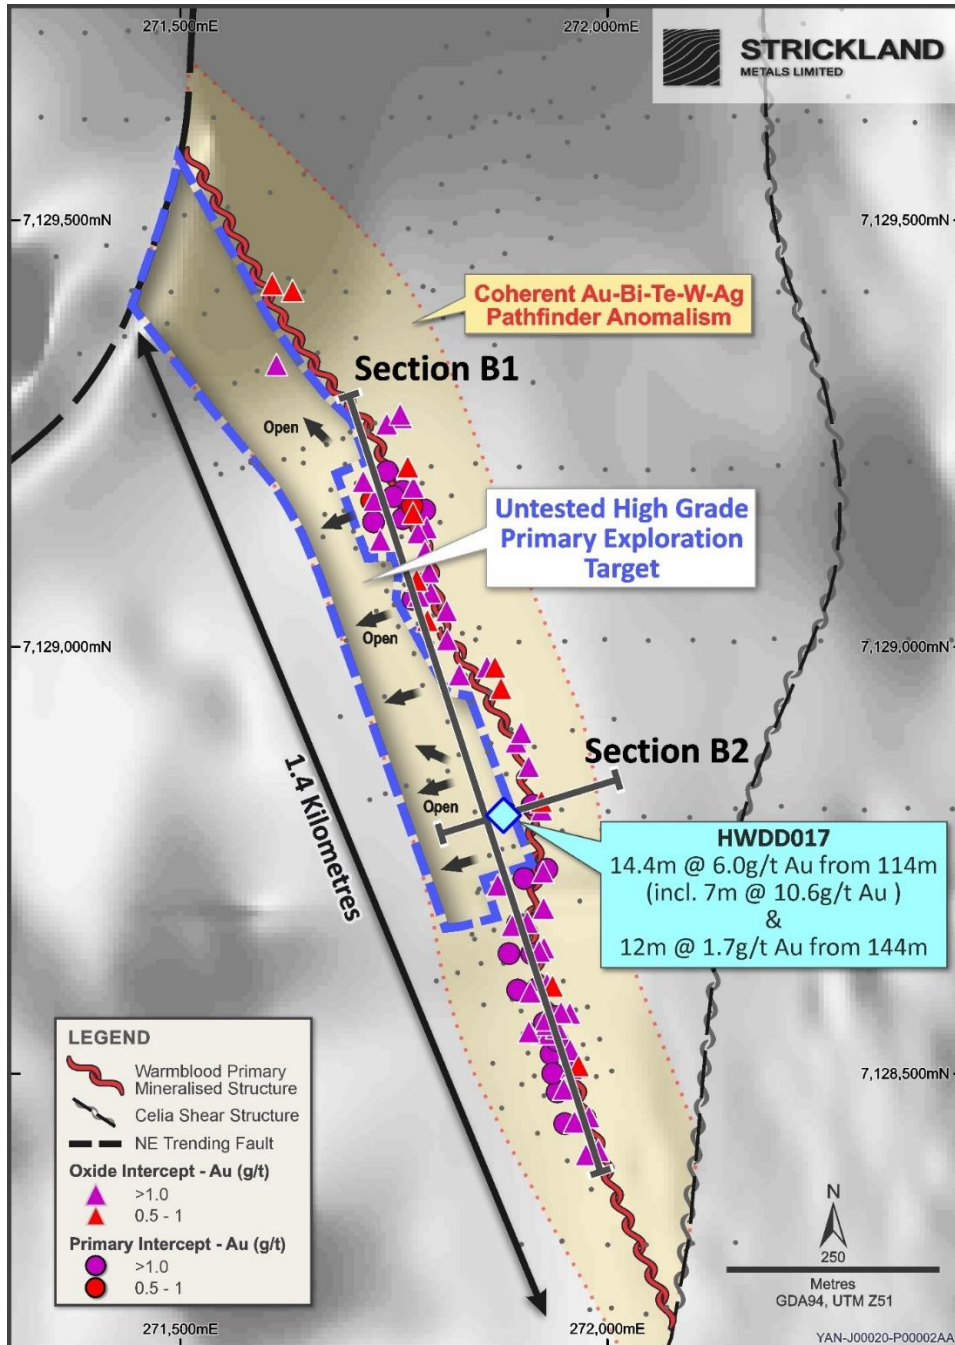 271,500mE
272,000mE
STRICKLAND
METALS LIMITED
7,129,500mN
7,129,500mN
Coherent Au-Bi-Te-W-Ag
Pathfinder Anomalism
Section B1
Open
Untested High Grade
Primary Exploration
Target
Open
7,129,000mN
7,129,000mN
Section B2
1.4 Kilometres
Open
HWDD017
14.4m @ 6.0g/t Au from 114m
(incl. 7m @ 10.6g/t Au )
&
12m @ 1.7g/t Au from 144m
LEGEND
Warmblood Primary
Mineralised Structure
Celia Shear Structure
NE Trending Fault
Oxide Intercept - Au (g/t)
>1.0
0.5 - 1
Primary Intercept - Au (g/t)
>1.0
0.5 - 1
7,128,500mN
N
250
Metres
GDA94, UTM Z51
271,500mE
272,000mE
YAN-J00020-P00002AA